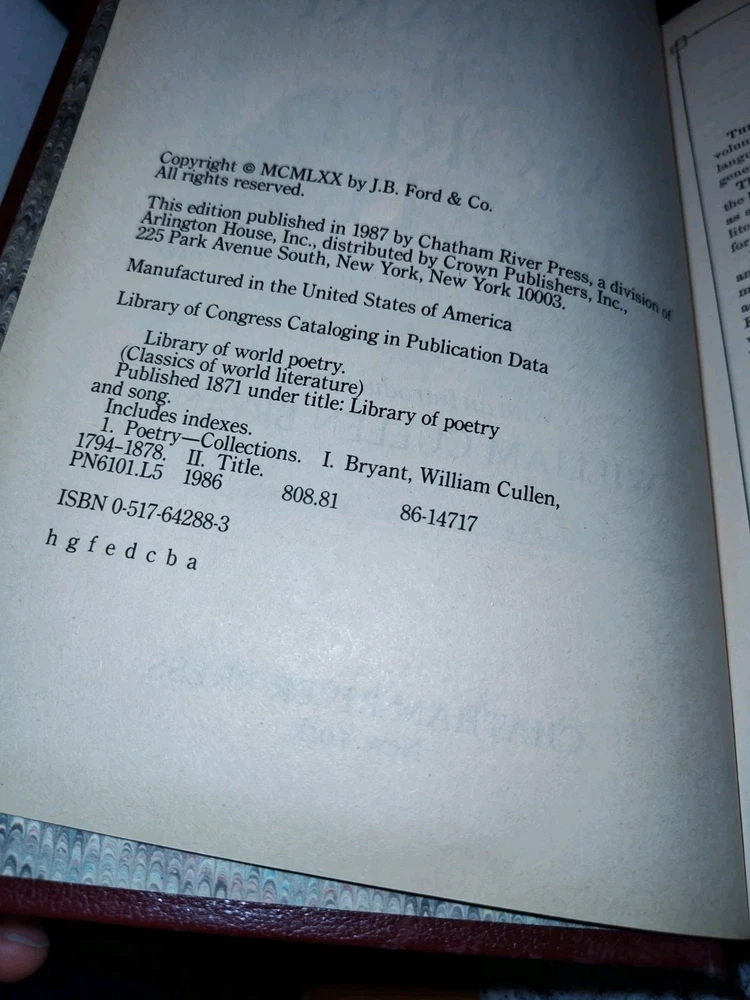 Copyright © MCMLXX by J.B. Ford & Co.
All rights reserved.
This edition published in 1987 by Chatham River Press, a division of
Arlington House, Inc., distributed by Crown Publishers, Inc.,
225 Park Avenue South, New York, New York 10003.
Manufactured in the United States of America
Library of Congress Cataloging in Publication Data
Library of world poetry.
(Classics of world literature)
Published 1871 under title: Library of poetry
and song.
Includes indexes.
1. Poetry—Collections. I. Bryant, William Cullen,
1794-1878. II. Title.
PN6101.L5 1986 808.81 86-14717
ISBN 0-517-64288-3
h g f e d c b a